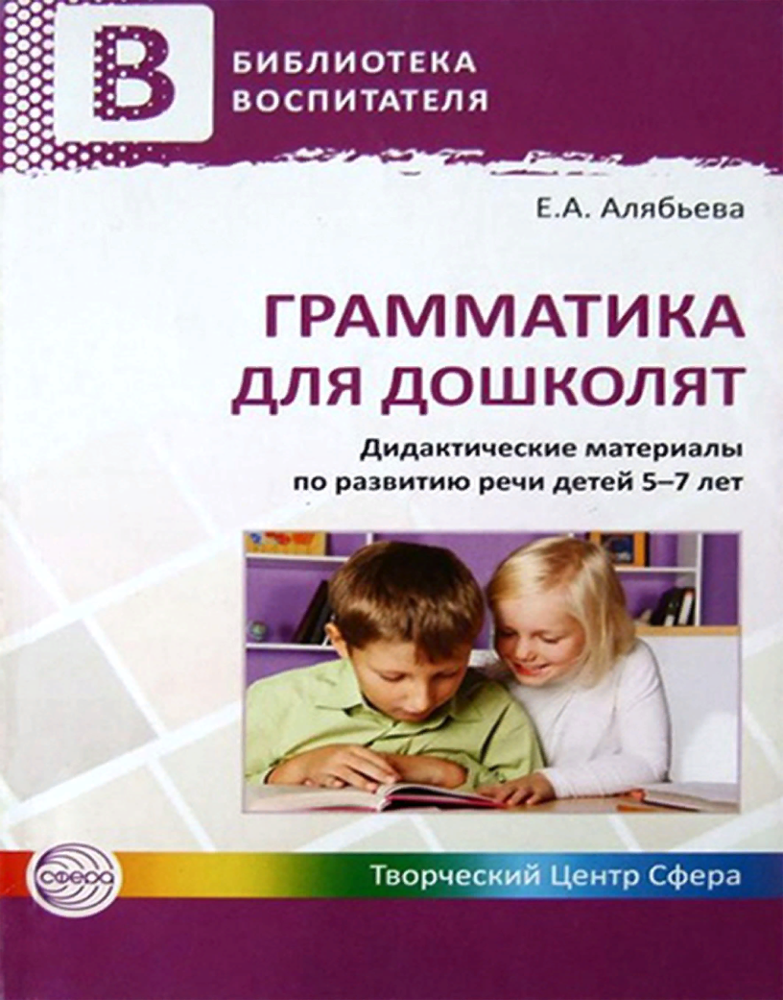 В
БИБЛИОТЕКА
ВОСПИТАТЕЛЯ
Е.А. Алябьева
ГРАММАТИКА
ДЛЯ ДОШКОЛЯТ
Дидактические материалы
по развитию речи детей 5–7 лет
сфера
Творческий Центр Сфера